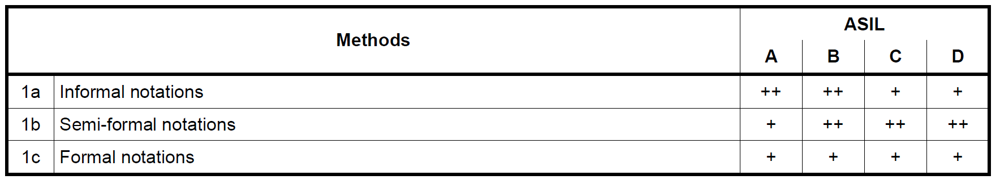 Methods
ASIL
A B C D
1a Informal notations ++ ++ + +
1b Semi-formal notations + ++ ++ ++
1c Formal notations + + + +